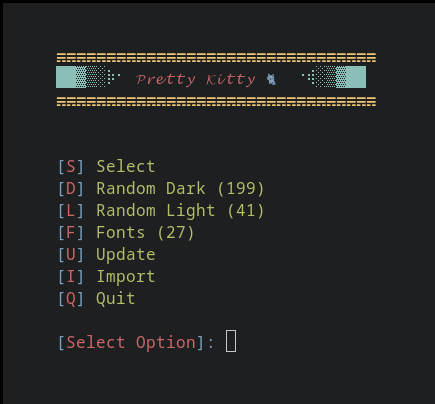 𝓟𝓻𝓮𝓽𝓽𝔂 𝓚𝓲𝓽𝓽𝔂 🐈
[S] Select
[D] Random Dark (199)
[L] Random Light (41)
[F] Fonts (27)
[U] Update
[I] Import
[Q] Quit
[Select Option]: